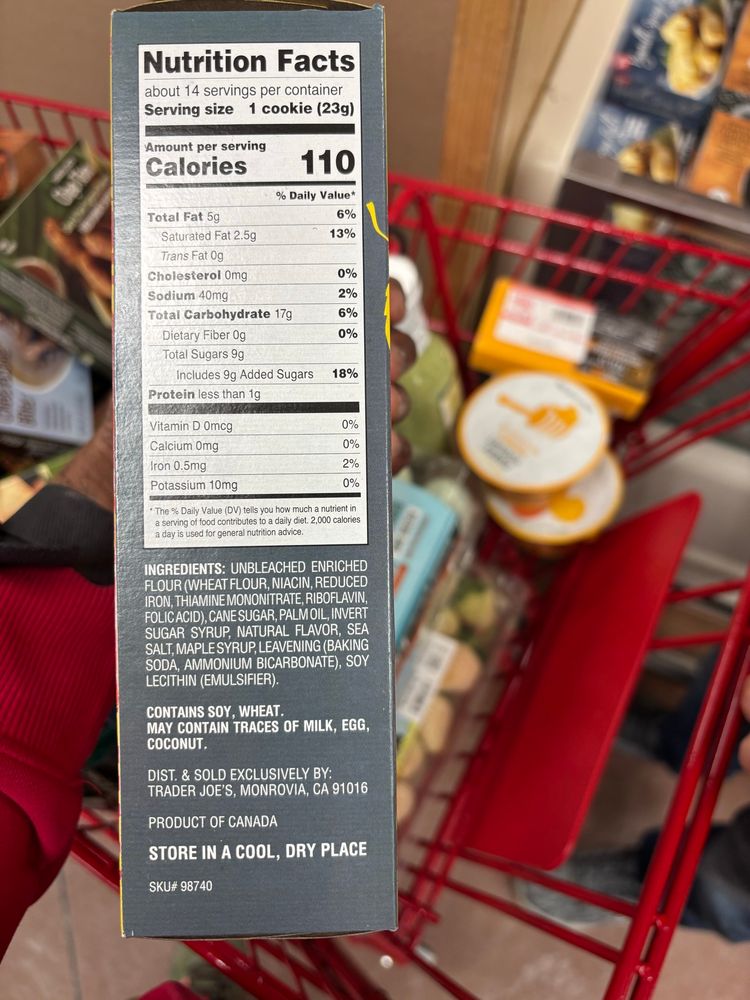 Nutrition Facts
about 14 servings per container
Serving size 1 cookie (23g)
Amount per serving
Calories 110
% Daily Value*
Total Fat 5g 6%
Saturated Fat 2.5g 13%
Trans Fat 0g
Cholesterol 0mg 0%
Sodium 40mg 2%
Total Carbohydrate 17g 6%
Dietary Fiber 0g 0%
Total Sugars 9g
Includes 9g Added Sugars 18%
Protein less than 1g
Vitamin D 0mcg 0%
Calcium 0mg 0%
Iron 0.5mg 2%
Potassium 10mg 0%
* The % Daily Value (DV) tells you how much a nutrient in
a serving of food contributes to a daily diet. 2,000 calories
a day is used for general nutrition advice.
INGREDIENTS: UNBLEACHED ENRICHED
FLOUR (WHEAT FLOUR, NIACIN, REDUCED
IRON, THIAMINE MONONITRATE, RIBOFLAVIN,
FOLIC ACID), CANE SUGAR, PALM OIL, INVERT
SUGAR SYRUP, NATURAL FLAVOR, SEA
SALT, MAPLE SYRUP, LEAVENING (BAKING
SODA, AMMONIUM BICARBONATE), SOY
LECITHIN (EMULSIFIER).
CONTAINS SOY, WHEAT.
MAY CONTAIN TRACES OF MILK, EGG,
COCONUT.
DIST. & SOLD EXCLUSIVELY BY:
TRADER JOE'S, MONROVIA, CA 91016
PRODUCT OF CANADA
STORE IN A COOL, DRY PLACE
SKU# 98740